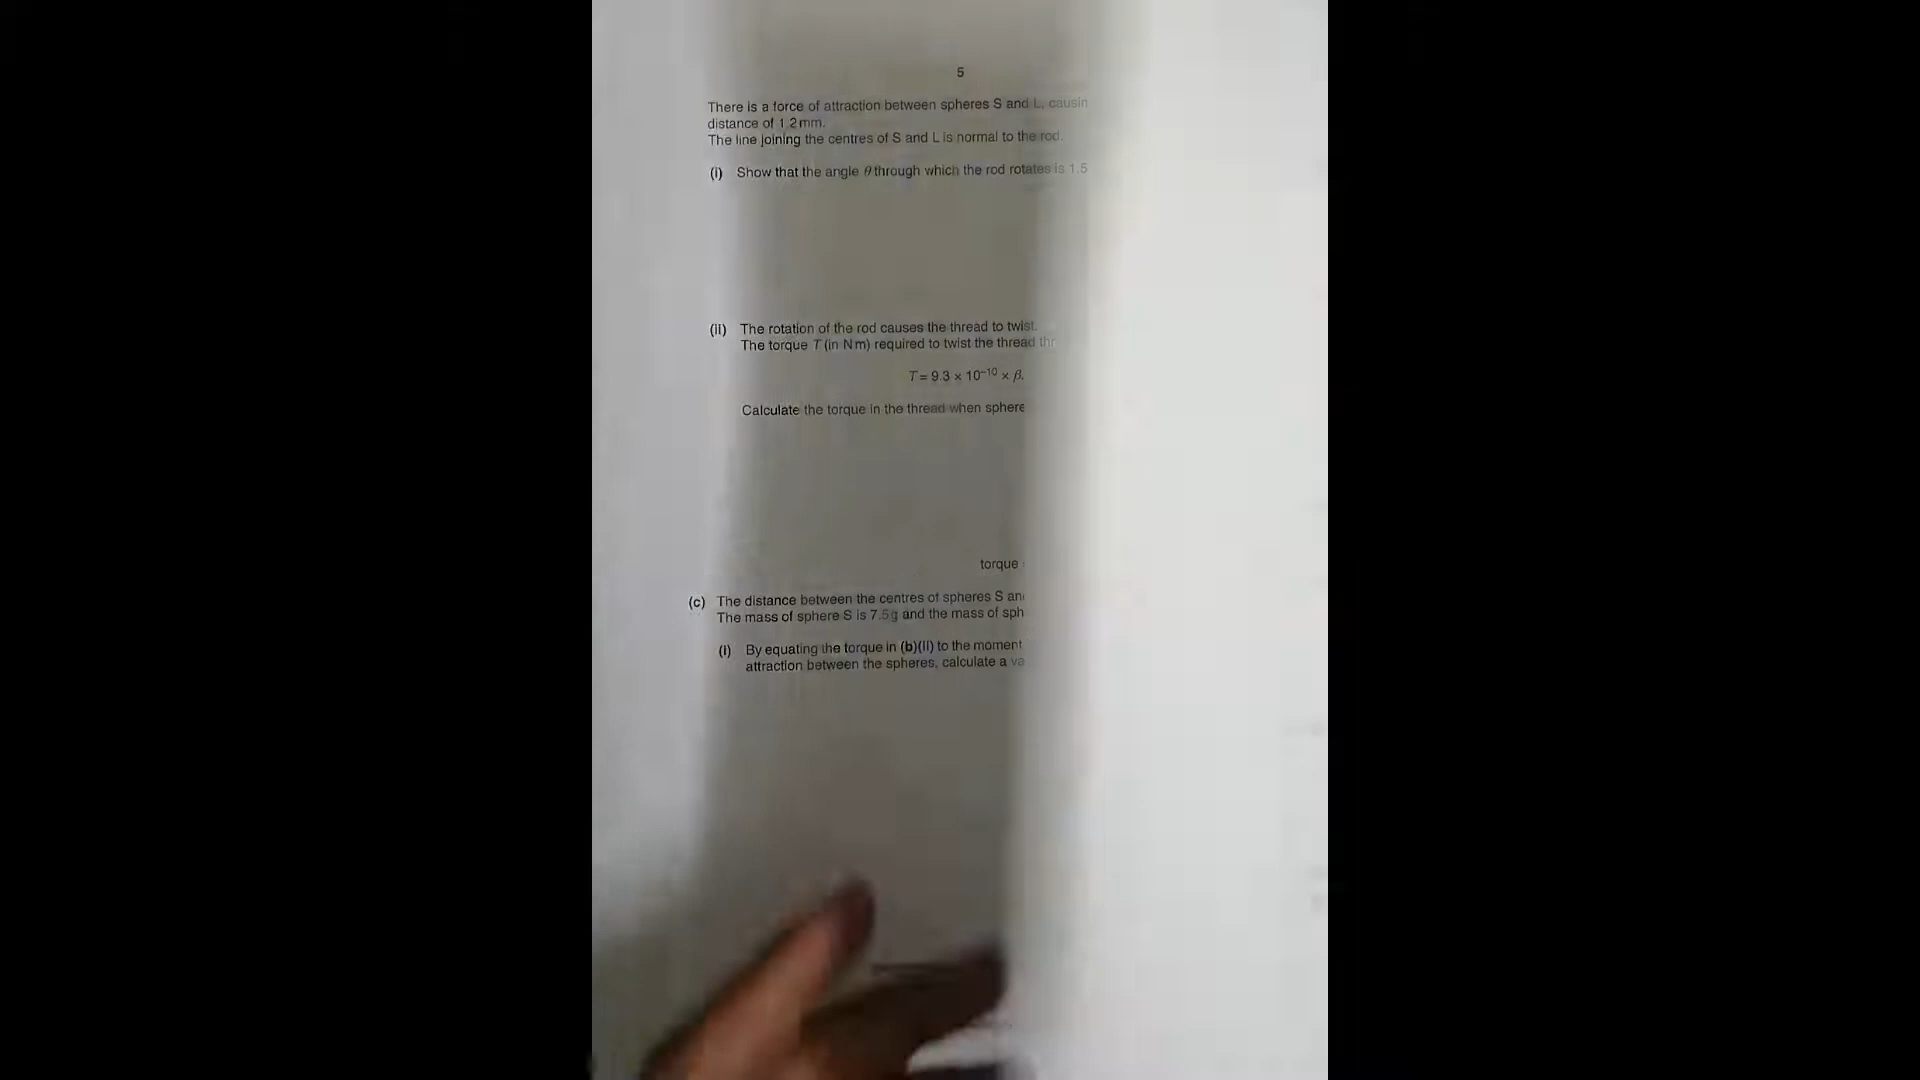 5
There is a force of attraction between spheres S and L, causin
distance of 1.2 mm.
The line joining the centres of S and L is normal to the rod.
(i) Show that the angle θ through which the rod rotates is 1.5
(ii) The rotation of the rod causes the thread to twist.
The torque T (in N m) required to twist the thread thr
T = 9.3 × 10⁻¹⁰ × β.
Calculate the torque in the thread when sphere
torque
(c) The distance between the centres of spheres S an
The mass of sphere S is 7.5 g and the mass of sph
(i) By equating the torque in (b)(ii) to the moment
attraction between the spheres, calculate a va